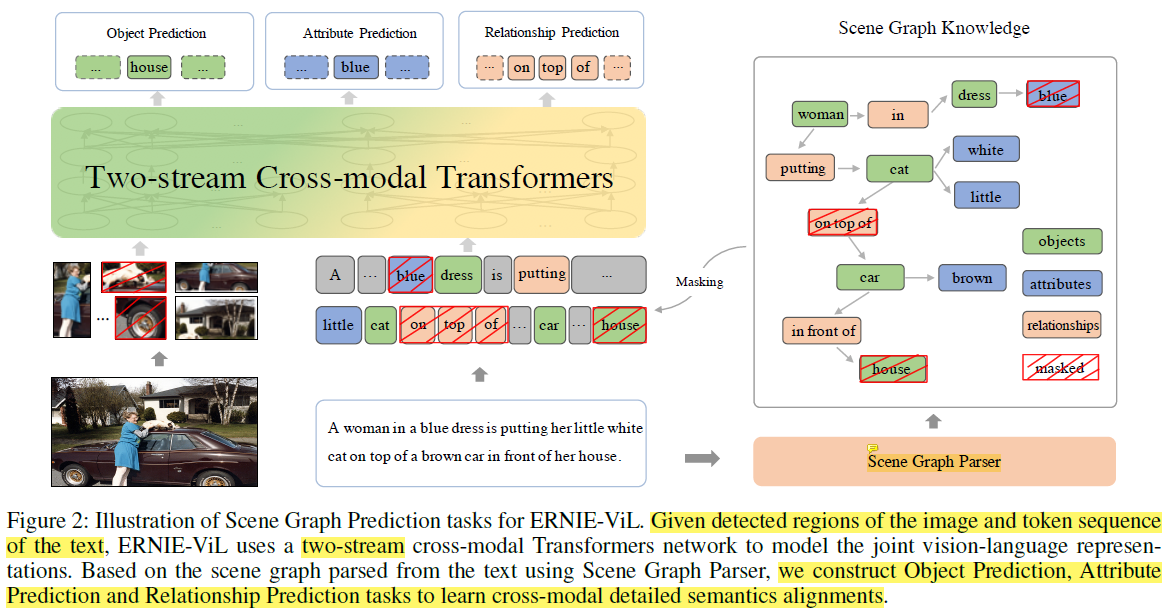 Object Prediction
... house ...
Attribute Prediction
... blue ...
Relationship Prediction
... on top of ...
Two-stream Cross-modal Transformers
...
A ... blue dress is putting ...
little cat on top of ... car ... house
A woman in a blue dress is putting her little white
cat on top of a brown car in front of her house.
Masking
Scene Graph Knowledge
woman
in
dress
blue
putting
cat
white
little
on top of
car
brown
in front of
house
objects
attributes
relationships
masked
Scene Graph Parser
Figure 2: Illustration of Scene Graph Prediction tasks for ERNIE-ViL. Given detected regions of the image and token sequence
of the text, ERNIE-ViL uses a two-stream cross-modal Transformers network to model the joint vision-language represen-
tations. Based on the scene graph parsed from the text using Scene Graph Parser, we construct Object Prediction, Attribute
Prediction and Relationship Prediction tasks to learn cross-modal detailed semantics alignments.